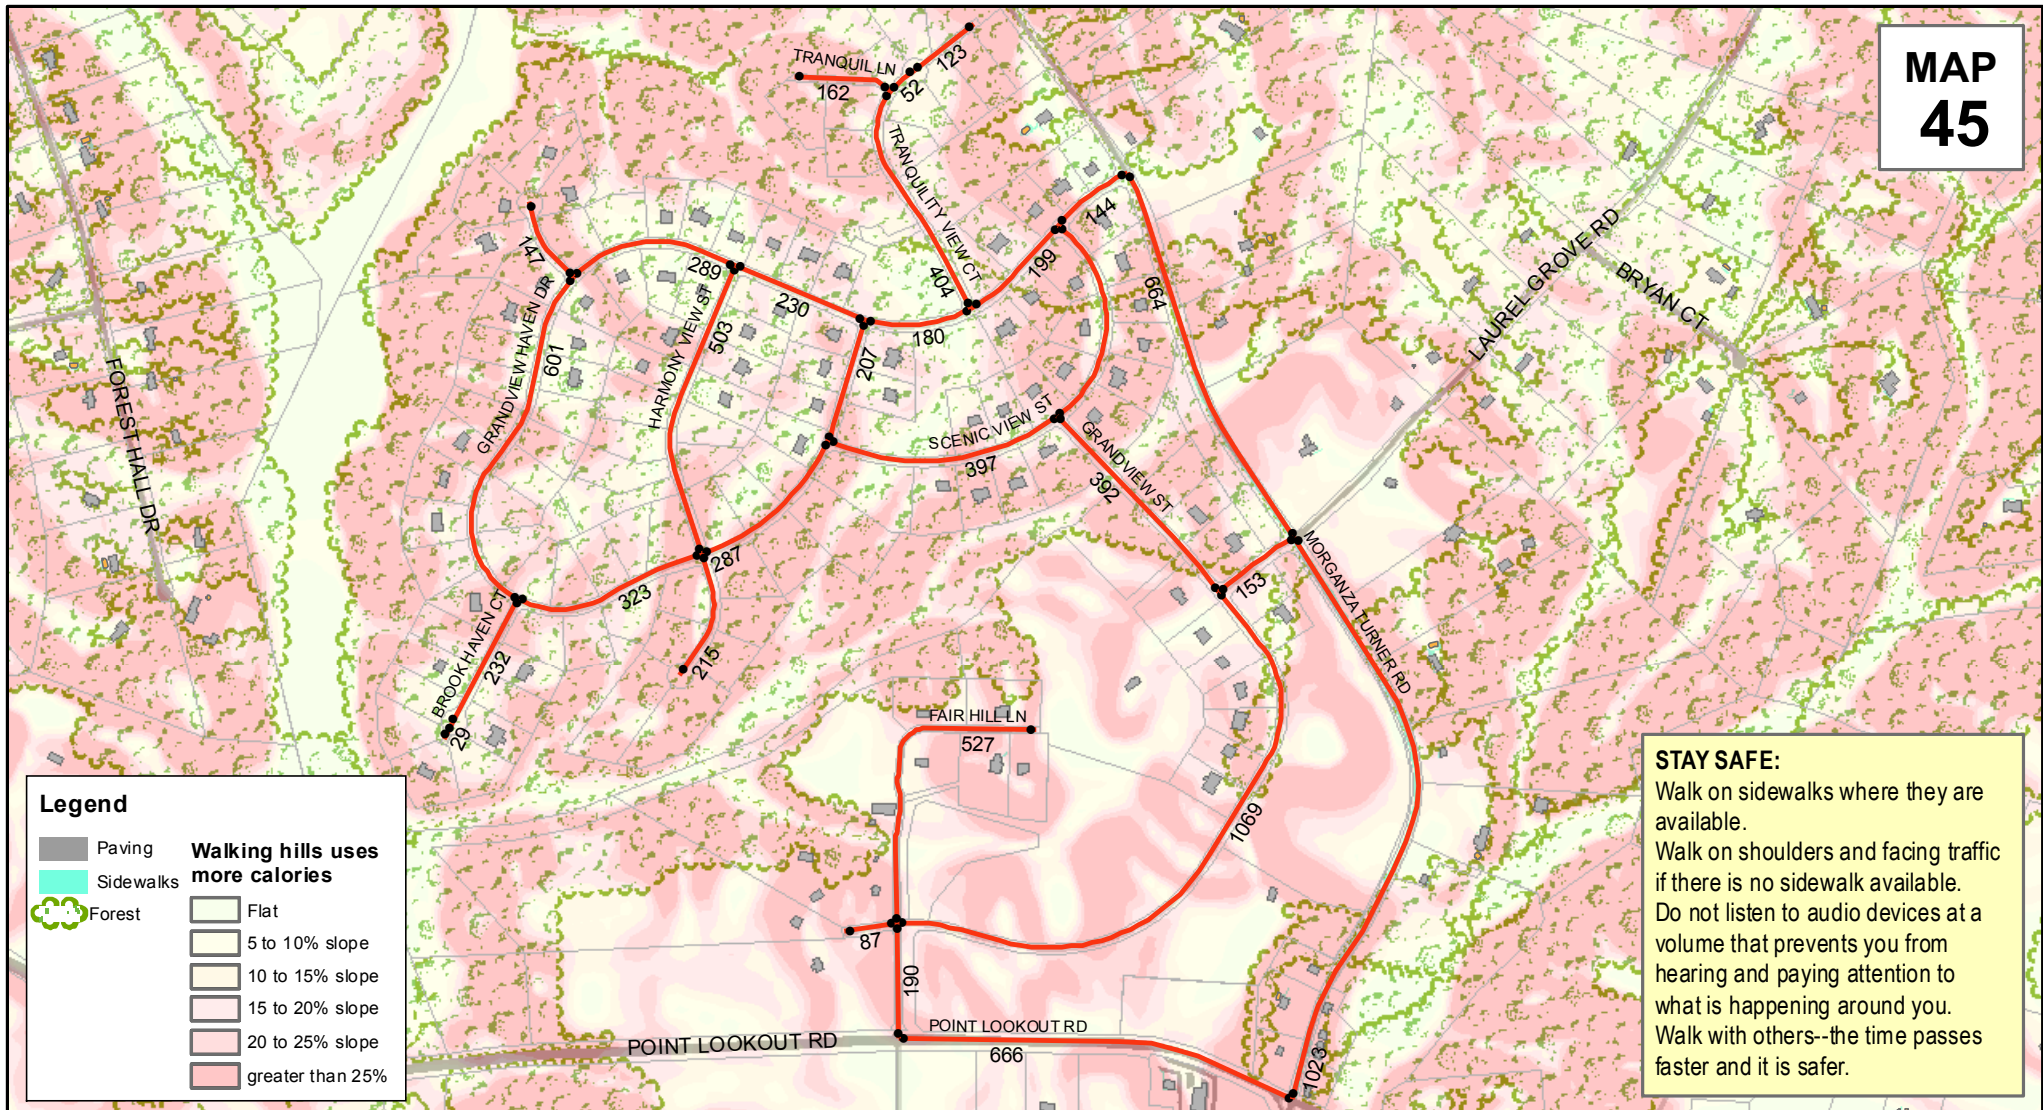 MAP
45
TRANQUIL LN
162
52
123
TRANQUILITY VIEW CT
404
144
199
664
147
289
230
180
207
503
HARMONY VIEW ST
GRANDVIEW HAVEN DR
601
SCENIC VIEW ST
397
GRANDVIEW ST
392
LAUREL GROVE RD
BRYAN CT
FOREST HALL DR
287
323
215
BROOK HAVEN CT
232
29
153
MORGANZA TURNER RD
FAIR HILL LN
527
1069
87
190
POINT LOOKOUT RD
POINT LOOKOUT RD
666
1023
Legend
Paving
Sidewalks
Forest
Walking hills uses
more calories
Flat
5 to 10% slope
10 to 15% slope
15 to 20% slope
20 to 25% slope
greater than 25%
STAY SAFE:
Walk on sidewalks where they are
available.
Walk on shoulders and facing traffic
if there is no sidewalk available.
Do not listen to audio devices at a
volume that prevents you from
hearing and paying attention to
what is happening around you.
Walk with others--the time passes
faster and it is safer.